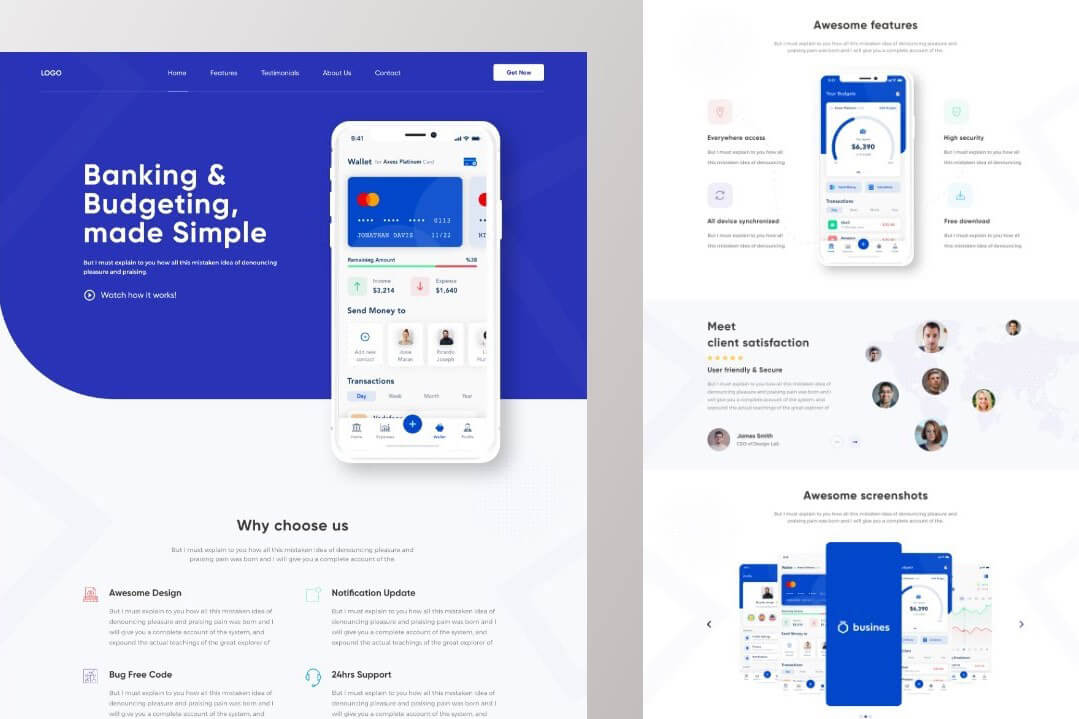 LOGO
Home
Features
Testimonials
About Us
Contact
Get Now
Banking &
Budgeting,
made Simple
But I must explain to you how all this mistaken idea of denouncing
pleasure and praising.
Watch how it works!
9:41
Wallet for Axess Platinum Card
•••• •••• •••• 0113
JONATHAN DAVIS 11/22
Remaining Amount
%38
Income
$3,214
Expense
$1,640
Send Money to
Add new
contact
Josie
Maran
Ricardo
Joseph
Transactions
Day
Week
Month
Year
Vodafone
Home
Expenses
Wallet
Profile
Why choose us
But I must explain to you how all this mistaken idea of denouncing pleasure and
praising pain was born and I will give you a complete account of the.
Awesome Design
But I must explain to you how all this mistaken idea of
denouncing pleasure and praising pain was born and I
will give you a complete account of the system, and
expound the actual teachings of the great explorer of
Notification Update
But I must explain to you how all this mistaken idea of
denouncing pleasure and praising pain was born and I
will give you a complete account of the system, and
expound the actual teachings of the great explorer of
Bug Free Code
But I must explain to you how all this mistaken idea of
denouncing pleasure and praising pain was born and I
will give you a complete account of the system, and
24hrs Support
But I must explain to you how all this mistaken idea of
denouncing pleasure and praising pain was born and I
will give you a complete account of the system, and
Awesome features
But I must explain to you how all this mistaken idea of denouncing pleasure and
praising pain was born and I will give you a complete account of the.
Everywhere access
But I must explain to you how all
this mistaken idea of denouncing
All device synchronised
But I must explain to you how all
this mistaken idea of denouncing
Your Budgets
$6,390
Send Money
Transactions
Day
Week
Month
Year
High security
But I must explain to you how all
this mistaken idea of denouncing
Free download
But I must explain to you how all
this mistaken idea of denouncing
Meet
client satisfaction
User friendly & Secure
But I must explain to you how all this mistaken idea of
denouncing pleasure and praising pain was born and I
will give you a complete account of the system, and
expound the actual teachings of the great explorer of
James Smith
CEO of Design Lab
Awesome screenshots
But I must explain to you how all this mistaken idea of denouncing pleasure and
praising pain was born and I will give you a complete account of the.
Send Money to
Transactions
busines
$6,390